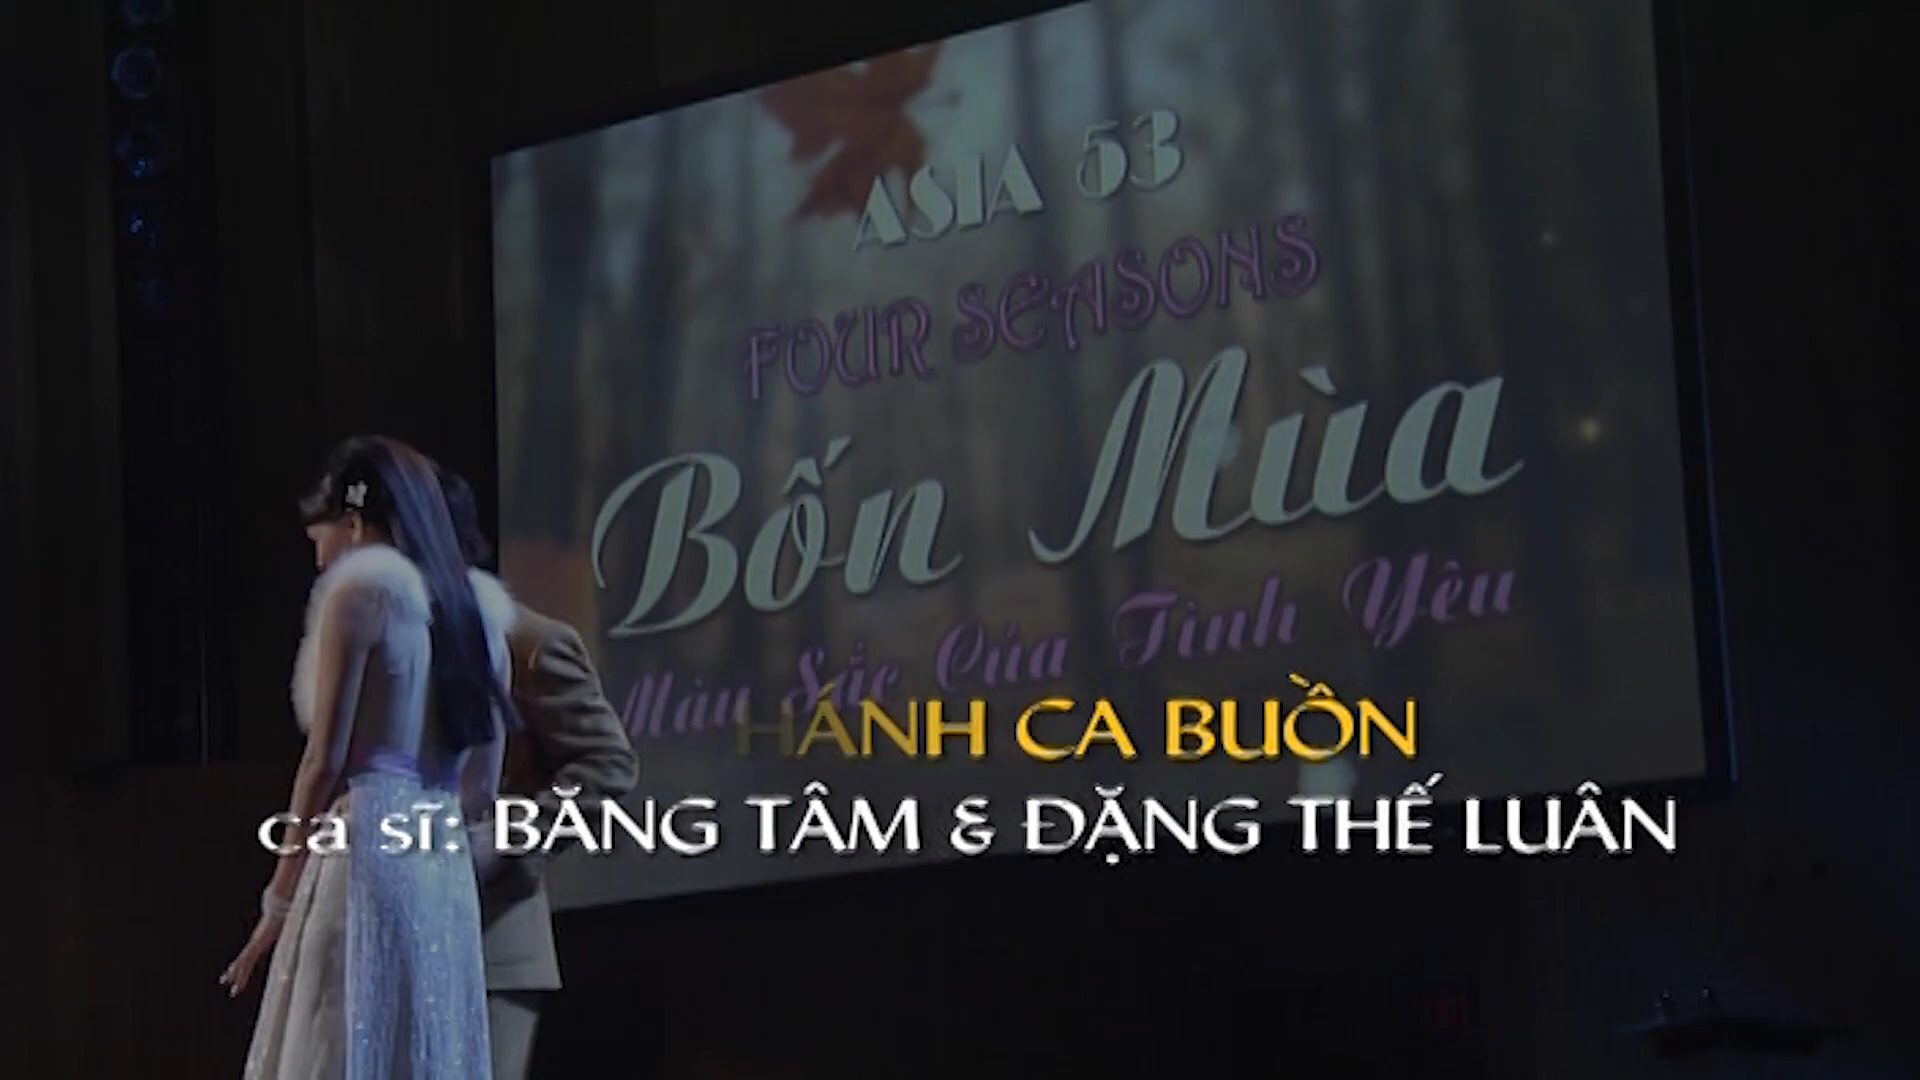 ASIA 53
FOUR SEASONS
Bốn Mùa
Màu Sắc Của Tình Yêu
HÁNH CA BUỒN
ca sĩ: BĂNG TÂM & ĐẶNG THẾ LUÂN